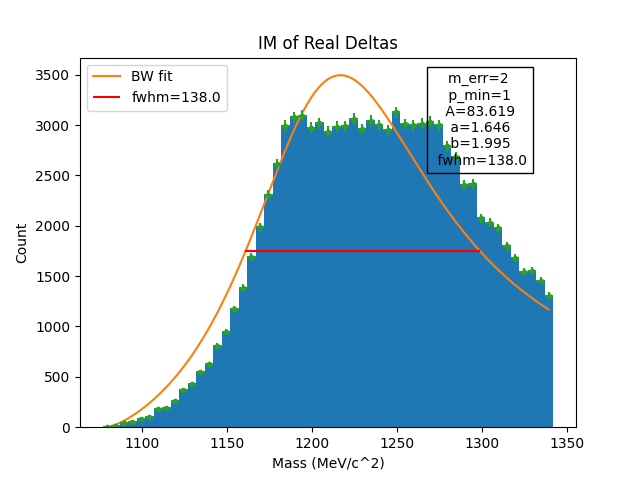 IM of Real Deltas
BW fit
fwhm=138.0
m_err=2
p_min=1
A=83.619
a=1.646
b=1.995
fwhm=138.0
Count
3500
3000
2500
2000
1500
1000
500
0
1100
1150
1200
1250
1300
1350
Mass (MeV/c^2)